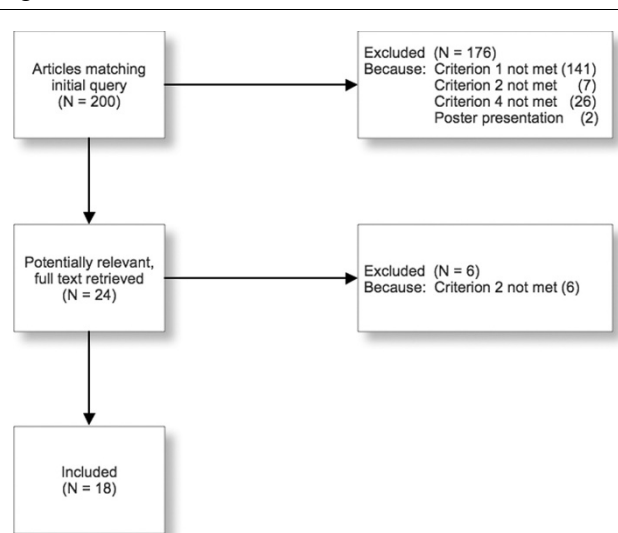 Articles matching
initial query
(N = 200)
Excluded (N = 176)
Because: Criterion 1 not met (141)
Criterion 2 not met (7)
Criterion 4 not met (26)
Poster presentation (2)
Potentially relevant,
full text retrieved
(N = 24)
Excluded (N = 6)
Because: Criterion 2 not met (6)
Included
(N = 18)